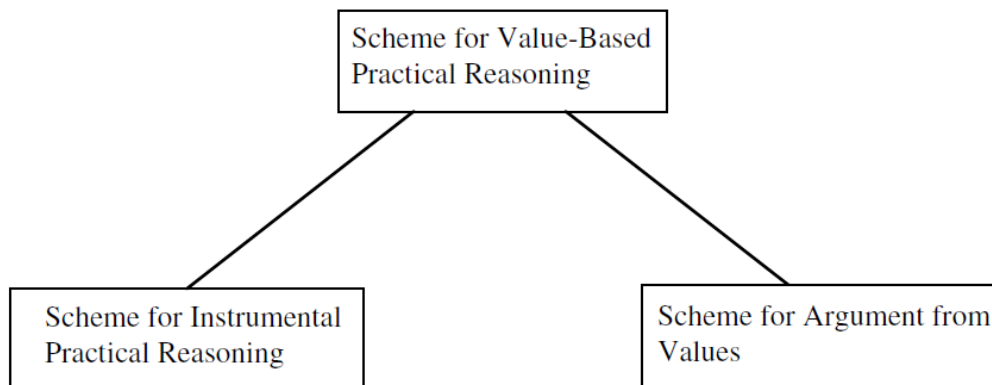 Scheme for Value-Based
Practical Reasoning
Scheme for Instrumental
Practical Reasoning
Scheme for Argument from
Values